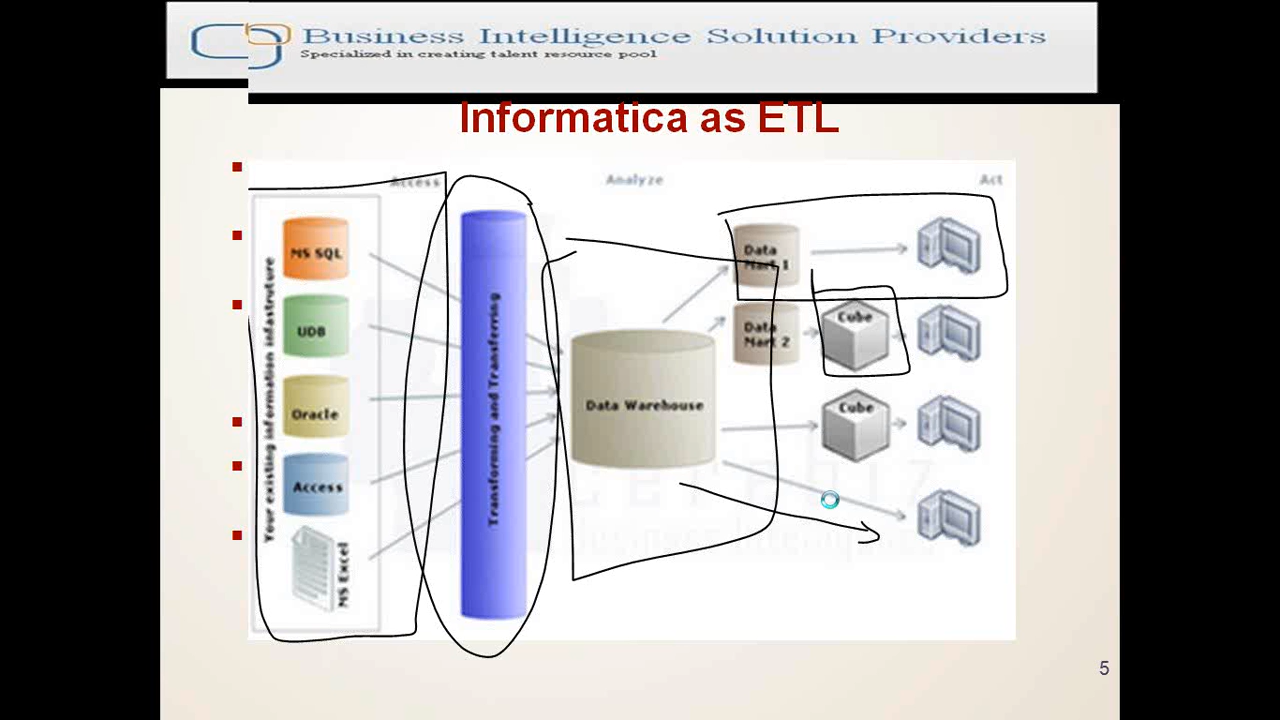 Business Intelligence Solution Providers
Specialized in creating talent resource pool
Informatica as ETL
Access
Analyze
Act
Your existing information infastruture
MS SQL
UDB
Oracle
Access
MS Excel
Transforming and Transferring
Data Warehouse
Data
Mart 1
Data
Mart 2
Cube
Cube
5